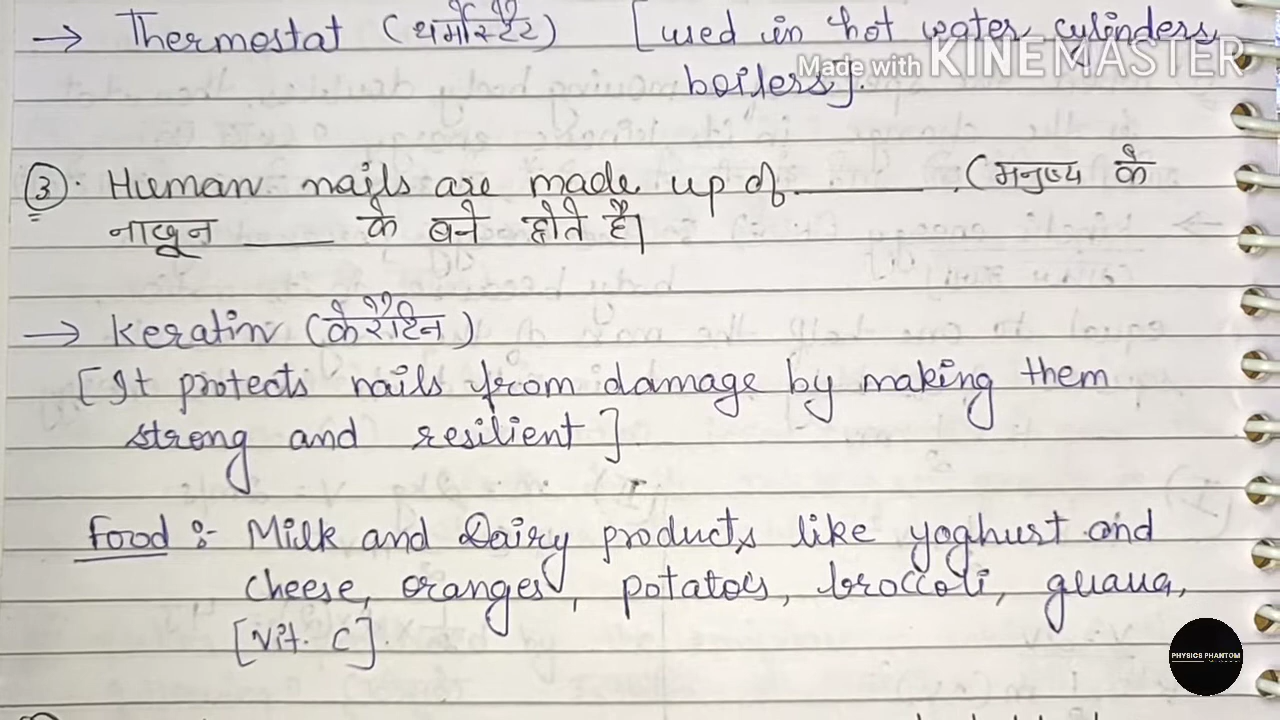 → Thermostat (थर्मोस्टेट) [used in hot water cylinders,
Made with KINEMASTER
boilers].
③. Human nails are made up of ______ . (मनुष्य के
नाखून ____ के बने होते है।
→ Keratin (केराटिन)
[It protects nails from damage by making them
strong and resilient]
Food :- Milk and Dairy products like yoghurt and
cheese, oranges, potato's, broccoli, guava,
[Vit. C].
PHYSICS PHANTOM